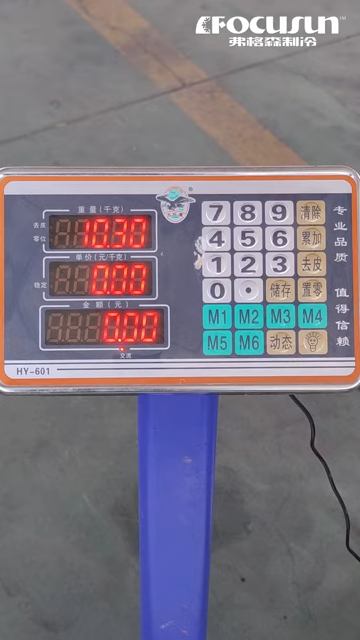 FOCUSUN™
弗格森制冷
重量(千克)
去皮
零位
10.30
单价(元/千克)
稳定
0.00
金额(元)
0.00
交流
HY-601
7 8 9 清除
4 5 6 累加
1 2 3 去皮
0 • 储存 置零
M1 M2 M3 M4
M5 M6 动态
专业品质 值得信赖